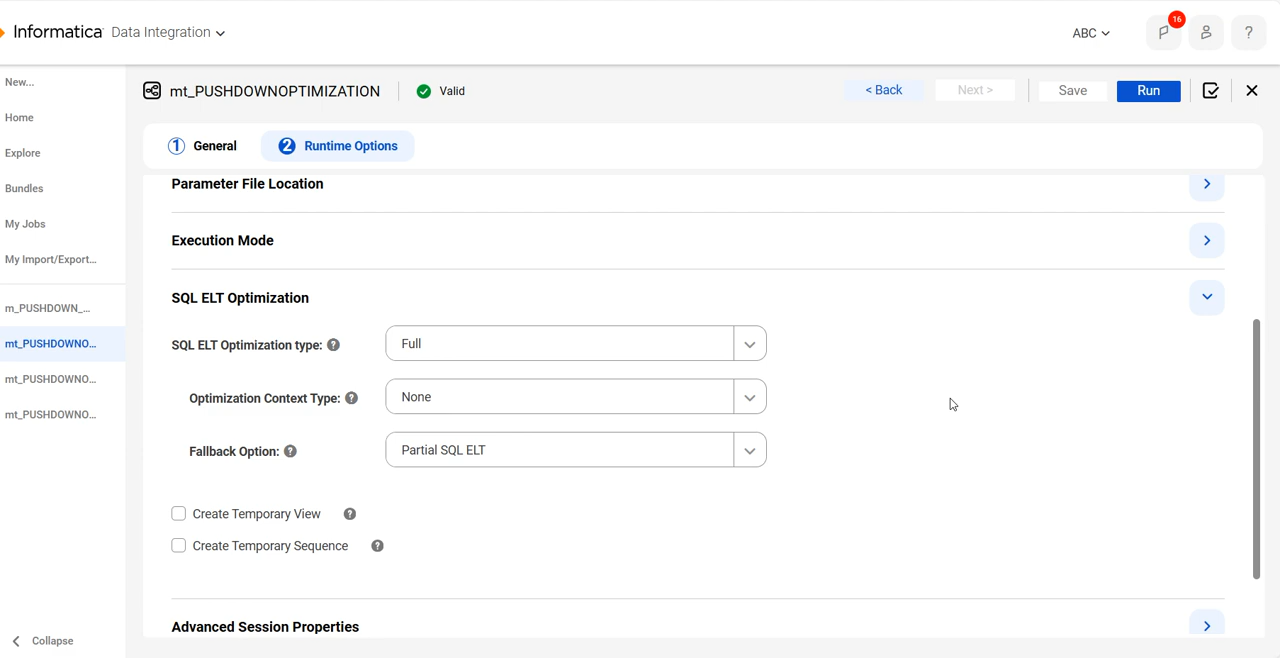 Informatica Data Integration
ABC
16
?
New...
Home
Explore
Bundles
My Jobs
My Import/Export...
m_PUSHDOWN_...
mt_PUSHDOWNO...
mt_PUSHDOWNO...
mt_PUSHDOWNO...
Collapse
mt_PUSHDOWNOPTIMIZATION
Valid
< Back
Next >
Save
Run
1 General
2 Runtime Options
Parameter File Location
Execution Mode
SQL ELT Optimization
SQL ELT Optimization type: ? Full
Optimization Context Type: ? None
Fallback Option: ? Partial SQL ELT
Create Temporary View ?
Create Temporary Sequence ?
Advanced Session Properties